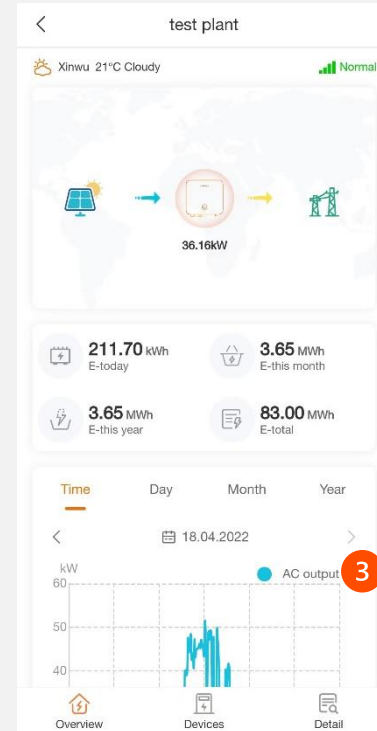 test plant
Xinwu 21°C Cloudy
Normal
36.16kW
211.70 kWh
E-today
3.65 MWh
E-this month
3.65 MWh
E-this year
83.00 MWh
E-total
Time Day Month Year
18.04.2022
kW
AC output
3
60
50
40
Overview Devices Detail